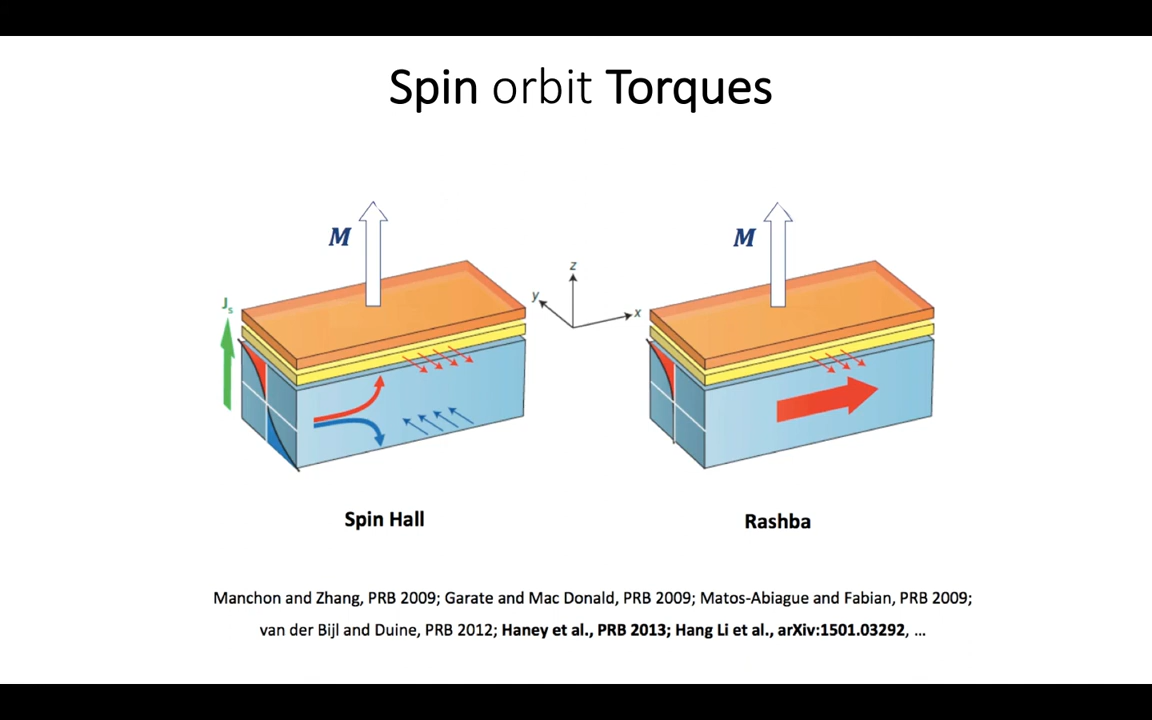 Spin orbit Torques
M
M
z
y
x
Js
Spin Hall
Rashba
Manchon and Zhang, PRB 2009; Garate and Mac Donald, PRB 2009; Matos-Abiague and Fabian, PRB 2009;
van der Bijl and Duine, PRB 2012; Haney et al., PRB 2013; Hang Li et al., arXiv:1501.03292, ...